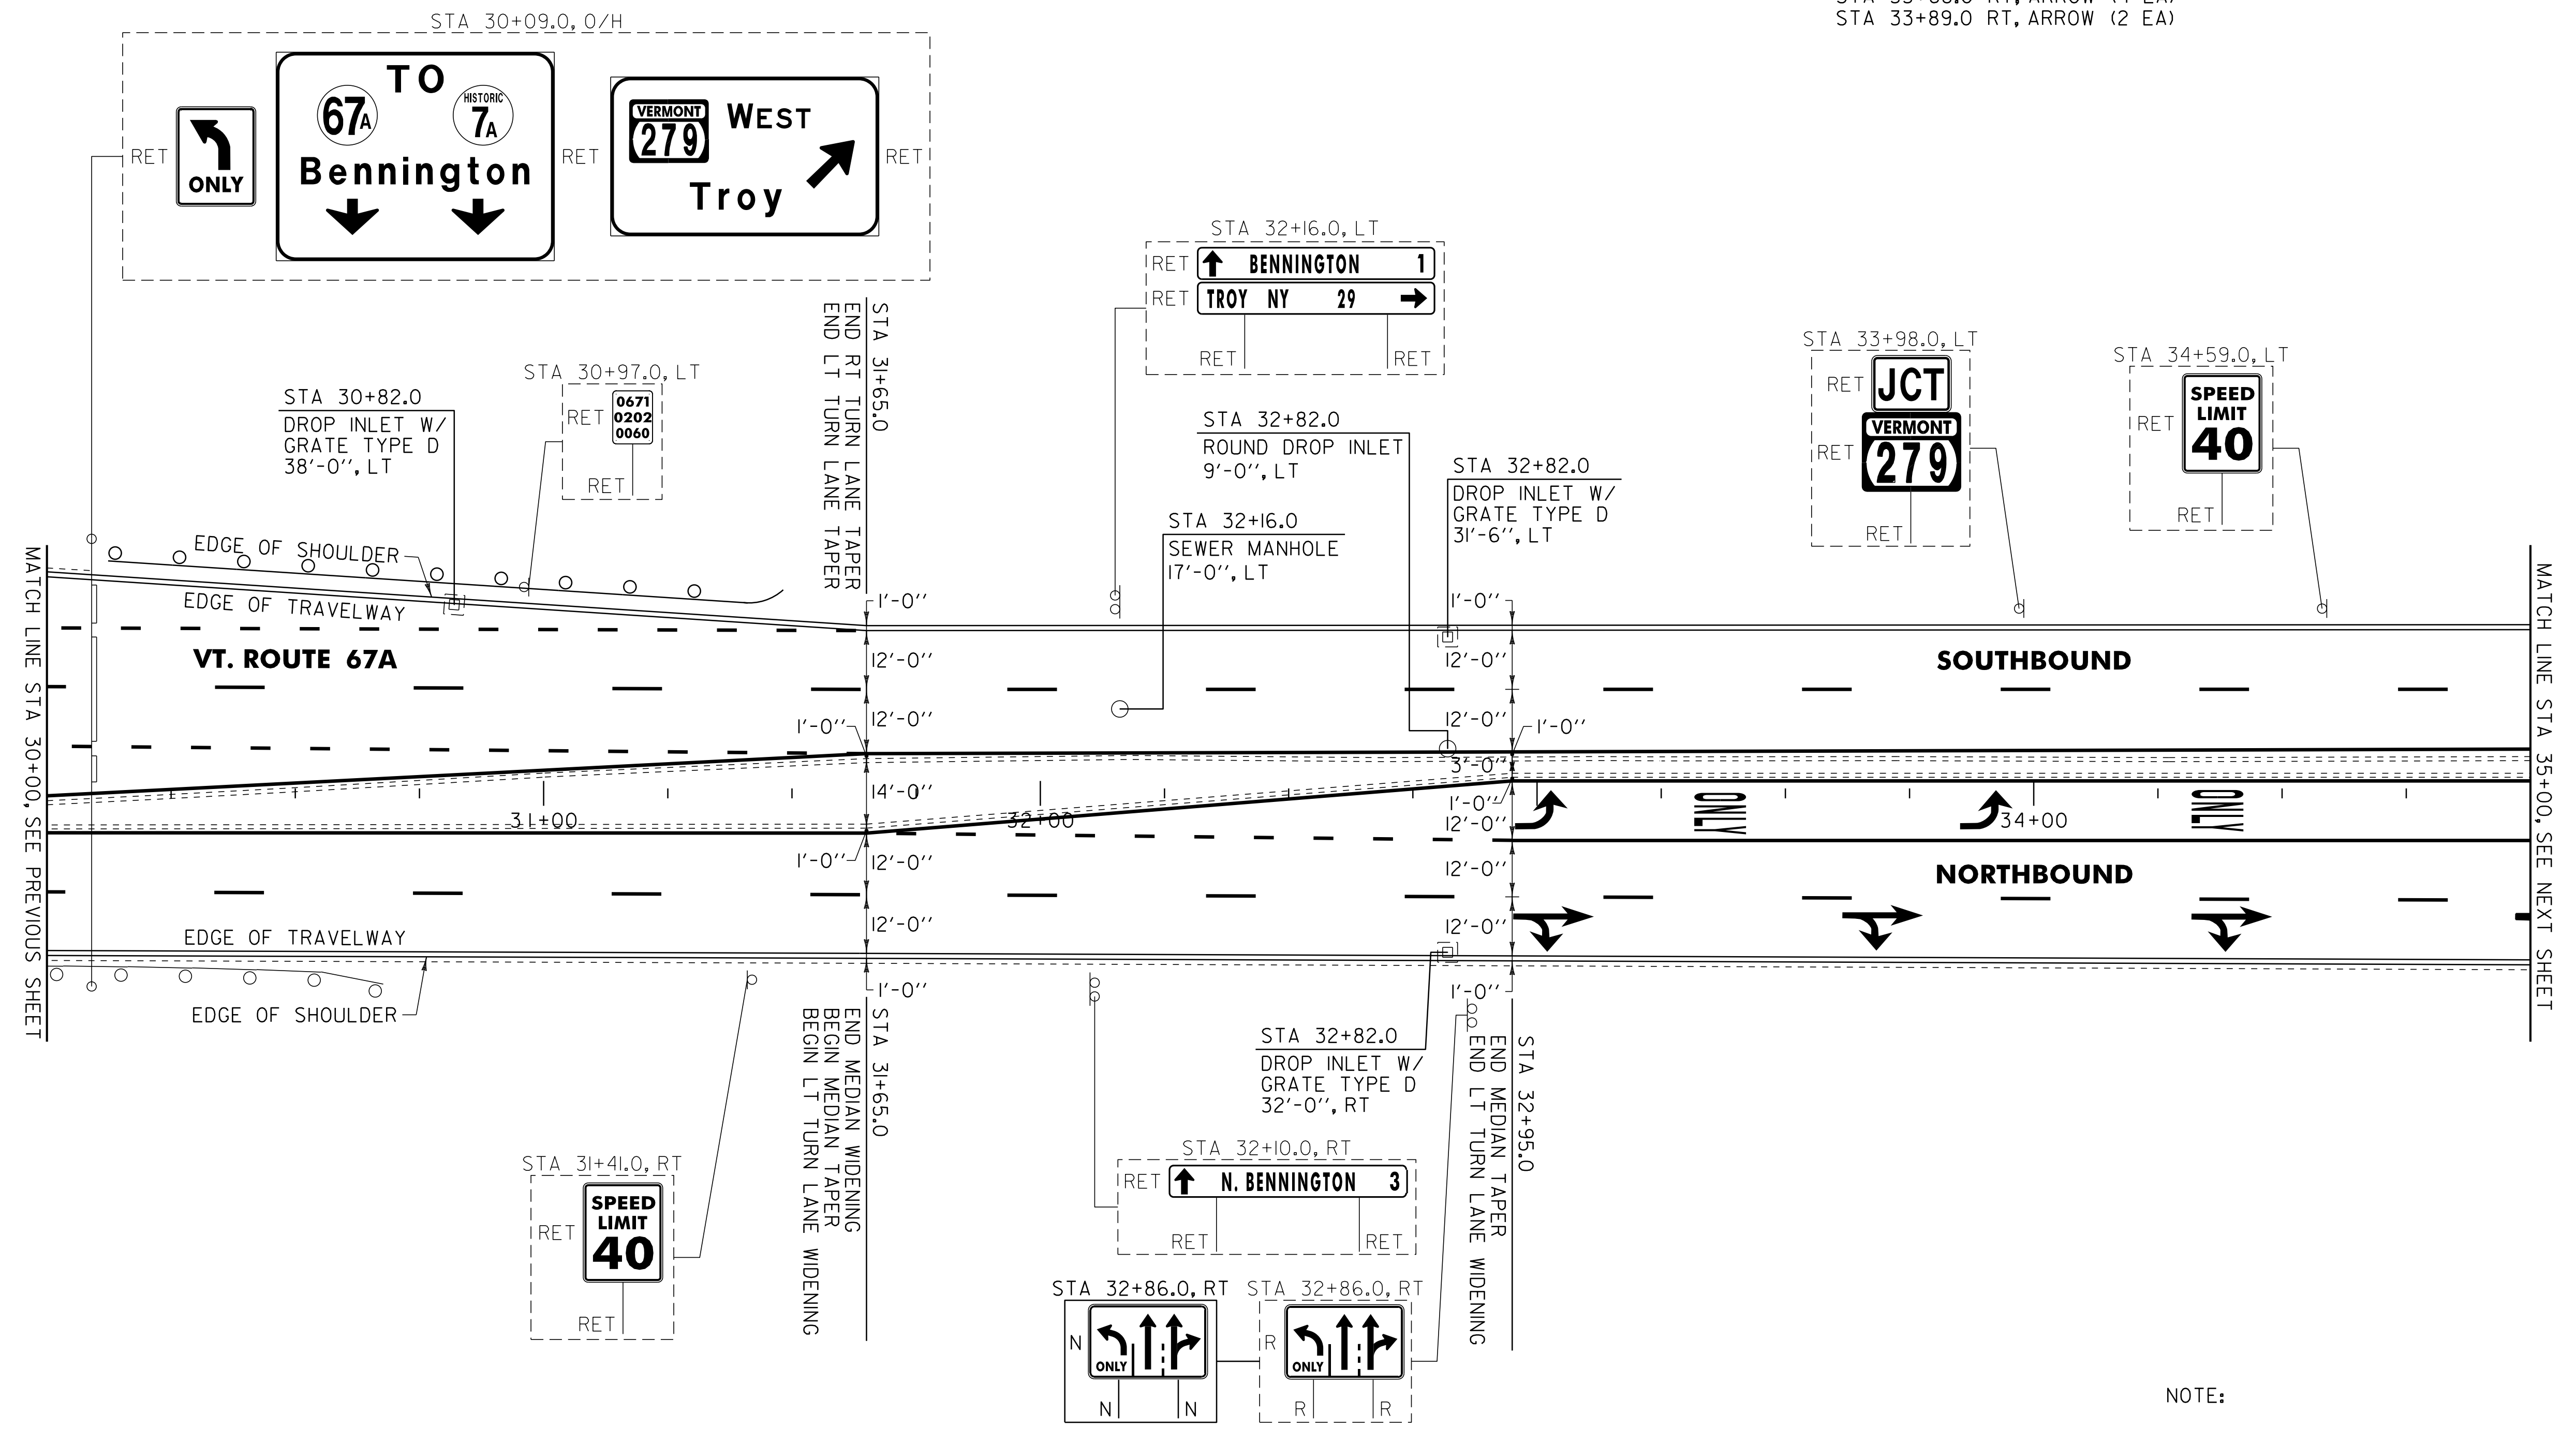 STA 33+89.0 RT, ARROW (2 EA)
STA 30+09.0, O/H
RET
ONLY
TO
67A
HISTORIC
7A
Bennington
RET
VERMONT
279
WEST
Troy
RET
STA 32+16.0, LT
RET
BENNINGTON 1
RET
TROY NY 29
RET
RET
STA 30+82.0
DROP INLET W/
GRATE TYPE D
38'-0", LT
STA 30+97.0, LT
RET
0671
0202
0060
RET
STA 31+65.0
END RT TURN LANE TAPER
END LT TURN LANE TAPER
STA 32+82.0
ROUND DROP INLET
9'-0", LT
STA 32+16.0
SEWER MANHOLE
17'-0", LT
STA 32+82.0
DROP INLET W/
GRATE TYPE D
31'-6", LT
STA 33+98.0, LT
RET
JCT
RET
VERMONT
279
RET
STA 34+59.0, LT
RET
SPEED
LIMIT
40
RET
MATCH LINE STA 30+00, SEE PREVIOUS SHEET
EDGE OF SHOULDER
EDGE OF TRAVELWAY
VT. ROUTE 67A
1'-0"
12'-0"
12'-0"
1'-0"
14'-0"
1'-0"
12'-0"
12'-0"
1'-0"
1'-0"
12'-0"
12'-0"
1'-0"
3'-0"
1'-0"
12'-0"
12'-0"
12'-0"
1'-0"
SOUTHBOUND
31+00
32+00
ONLY
34+00
ONLY
NORTHBOUND
MATCH LINE STA 35+00, SEE NEXT SHEET
EDGE OF TRAVELWAY
EDGE OF SHOULDER
STA 31+65.0
END MEDIAN WIDENING
BEGIN MEDIAN TAPER
BEGIN LT TURN LANE WIDENING
STA 32+82.0
DROP INLET W/
GRATE TYPE D
32'-0", RT
STA 32+95.0
END MEDIAN TAPER
END LT TURN LANE WIDENING
STA 31+41.0, RT
RET
SPEED
LIMIT
40
RET
STA 32+10.0, RT
RET
N. BENNINGTON 3
RET
RET
STA 32+86.0, RT
N
ONLY
N
N
STA 32+86.0, RT
R
ONLY
R
R
NOTE: